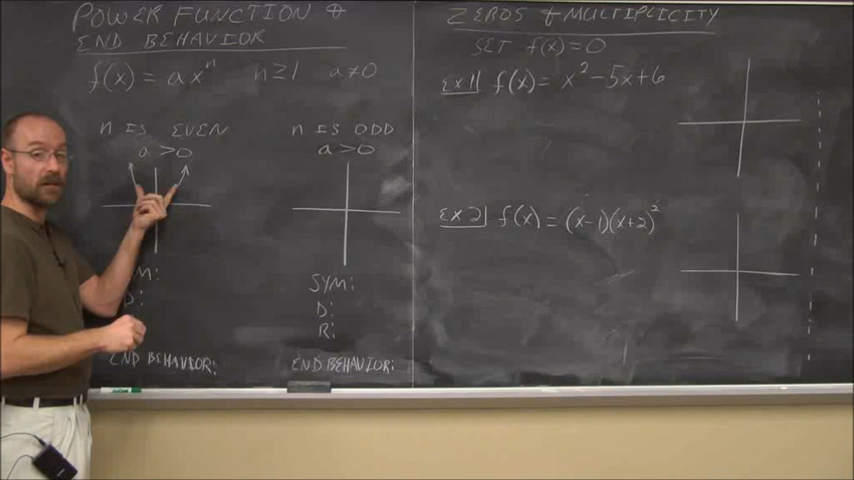 POWER FUNCTION &
END BEHAVIOR
f(x) = ax^n n≥1 a≠0
n IS EVEN
a > 0
M:
D:
END BEHAVIOR:
n IS ODD
a > 0
SYM:
D:
R:
END BEHAVIOR:
ZEROS & MULTIPLICITY
SET f(x) = 0
Ex 1 f(x) = x² - 5x + 6
Ex 2 f(x) = (x-1)(x+2)²